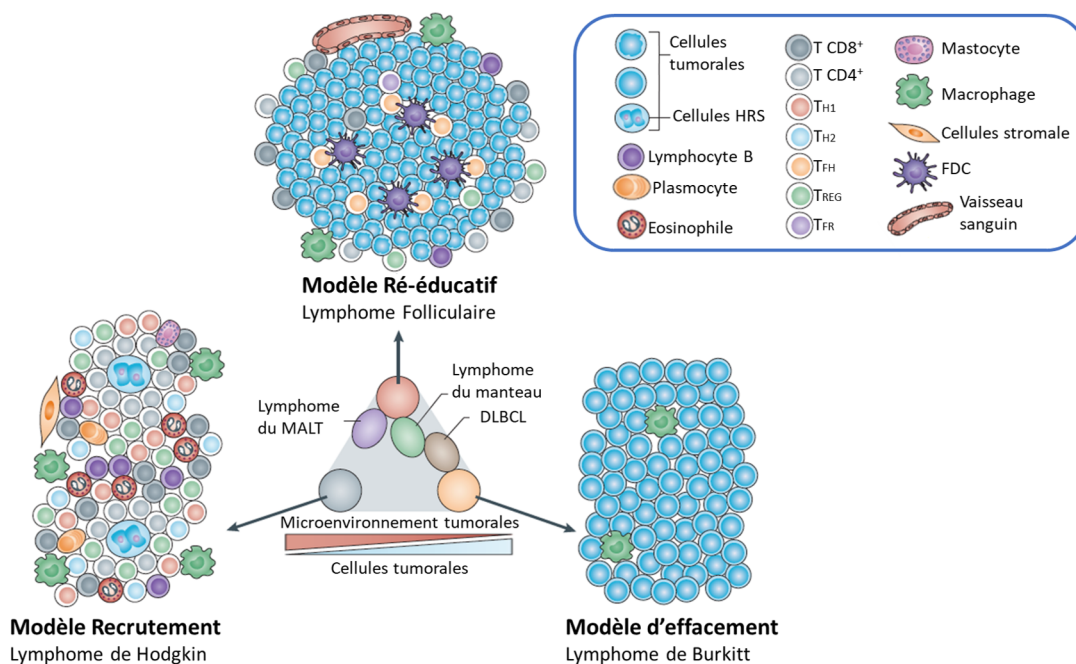 Cellules
tumorales
Cellules HRS
Lymphocyte B
Plasmocyte
Eosinophile
T CD8⁺
T CD4⁺
TH1
TH2
TFH
TREG
TFR
Mastocyte
Macrophage
Cellules stromale
FDC
Vaisseau
sanguin
Modèle Ré-éducatif
Lymphome Folliculaire
Lymphome
du MALT
Lymphome
du manteau
DLBCL
Microenvironnement tumorales
Cellules tumorales
Modèle Recrutement
Lymphome de Hodgkin
Modèle d’effacement
Lymphome de Burkitt